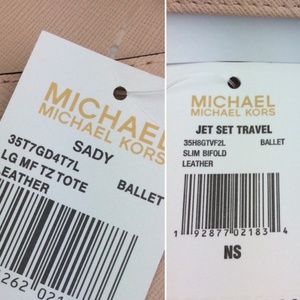 MICHAEL
MICHAEL KORS
SADY
35T7GD4T7L
LG MF TZ TOTE BALLET
LEATHER
MICHAEL
MICHAEL KORS
JET SET TRAVEL
35H8GTVF2L BALLET
SLIM BIFOLD
LEATHER
1 92877 02183 4
NS